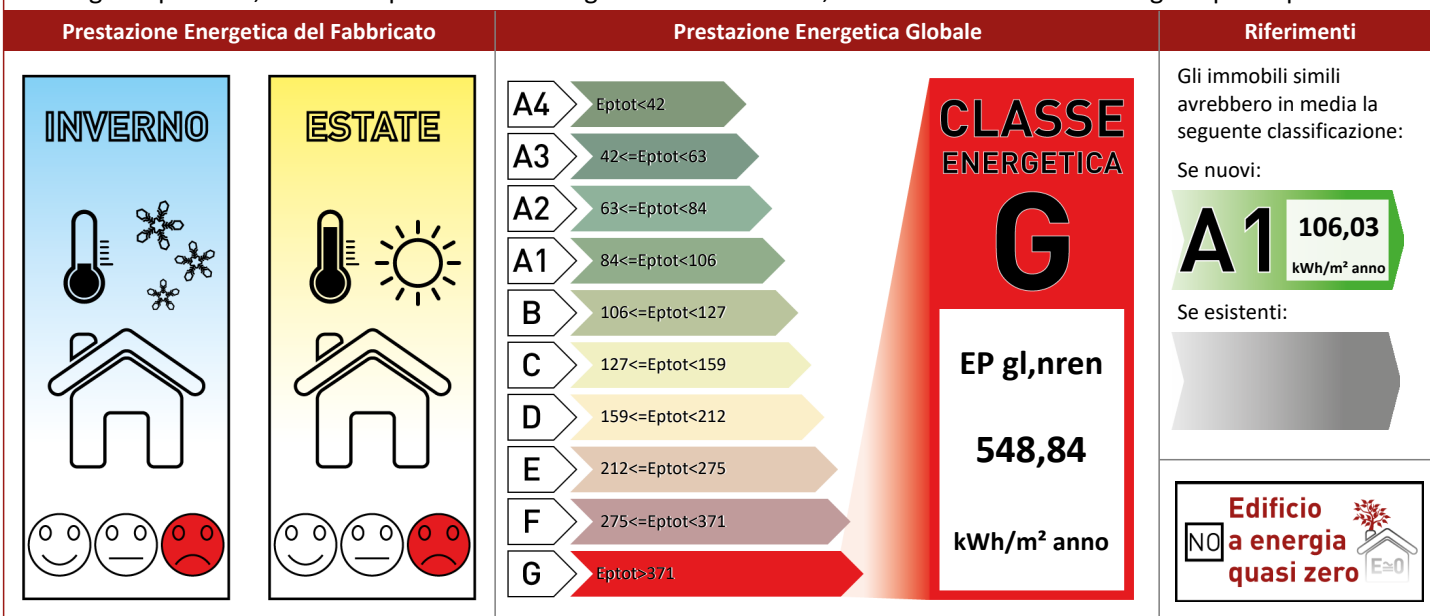 Prestazione Energetica del Fabbricato
Prestazione Energetica Globale
Riferimenti
INVERNO
ESTATE
A4 Eptot<42
A3 42<=Eptot<63
A2 63<=Eptot<84
A1 84<=Eptot<106
B 106<=Eptot<127
C 127<=Eptot<159
D 159<=Eptot<212
E 212<=Eptot<275
F 275<=Eptot<371
G Eptot>371
CLASSE
ENERGETICA
G
EP gl,nren
548,84
kWh/m² anno
Gli immobili simili
avrebbero in media la
seguente classificazione:
Se nuovi:
A1
106,03
kWh/m² anno
Se esistenti:
Edificio
NO a energia
quasi zero
E≃0